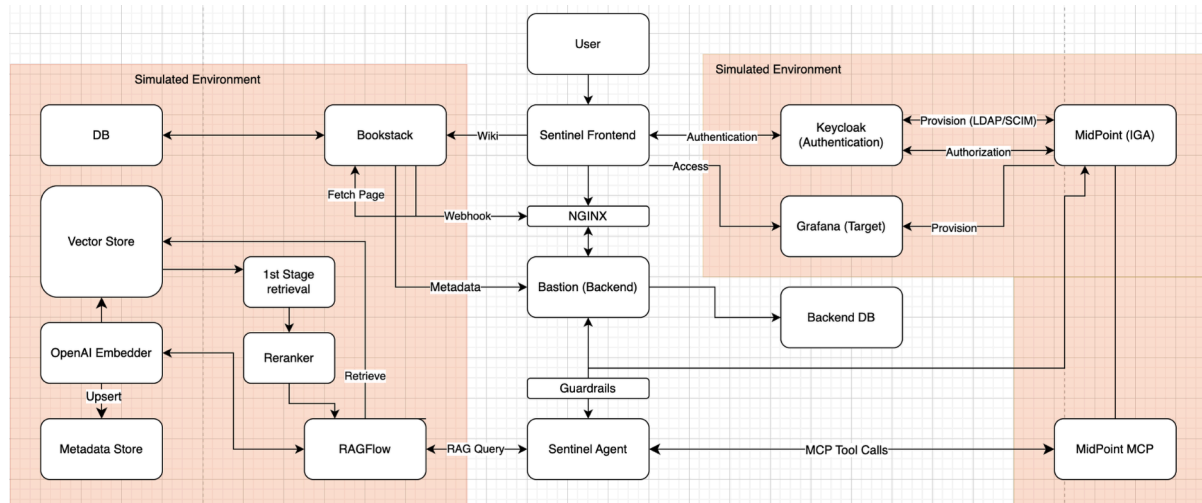 User
Simulated Environment
Simulated Environment
DB
Bookstack
Wiki
Sentinel Frontend
Authentication
Keycloak
(Authentication)
Provision (LDAP/SCIM)
Authorization
MidPoint (IGA)
Access
Fetch Page
Webhook
NGINX
Vector Store
Grafana (Target)
Provision
1st Stage
retrieval
Metadata
Bastion (Backend)
Backend DB
OpenAI Embedder
Reranker
Retrieve
Guardrails
Upsert
Metadata Store
RAGFlow
RAG Query
Sentinel Agent
MCP Tool Calls
MidPoint MCP